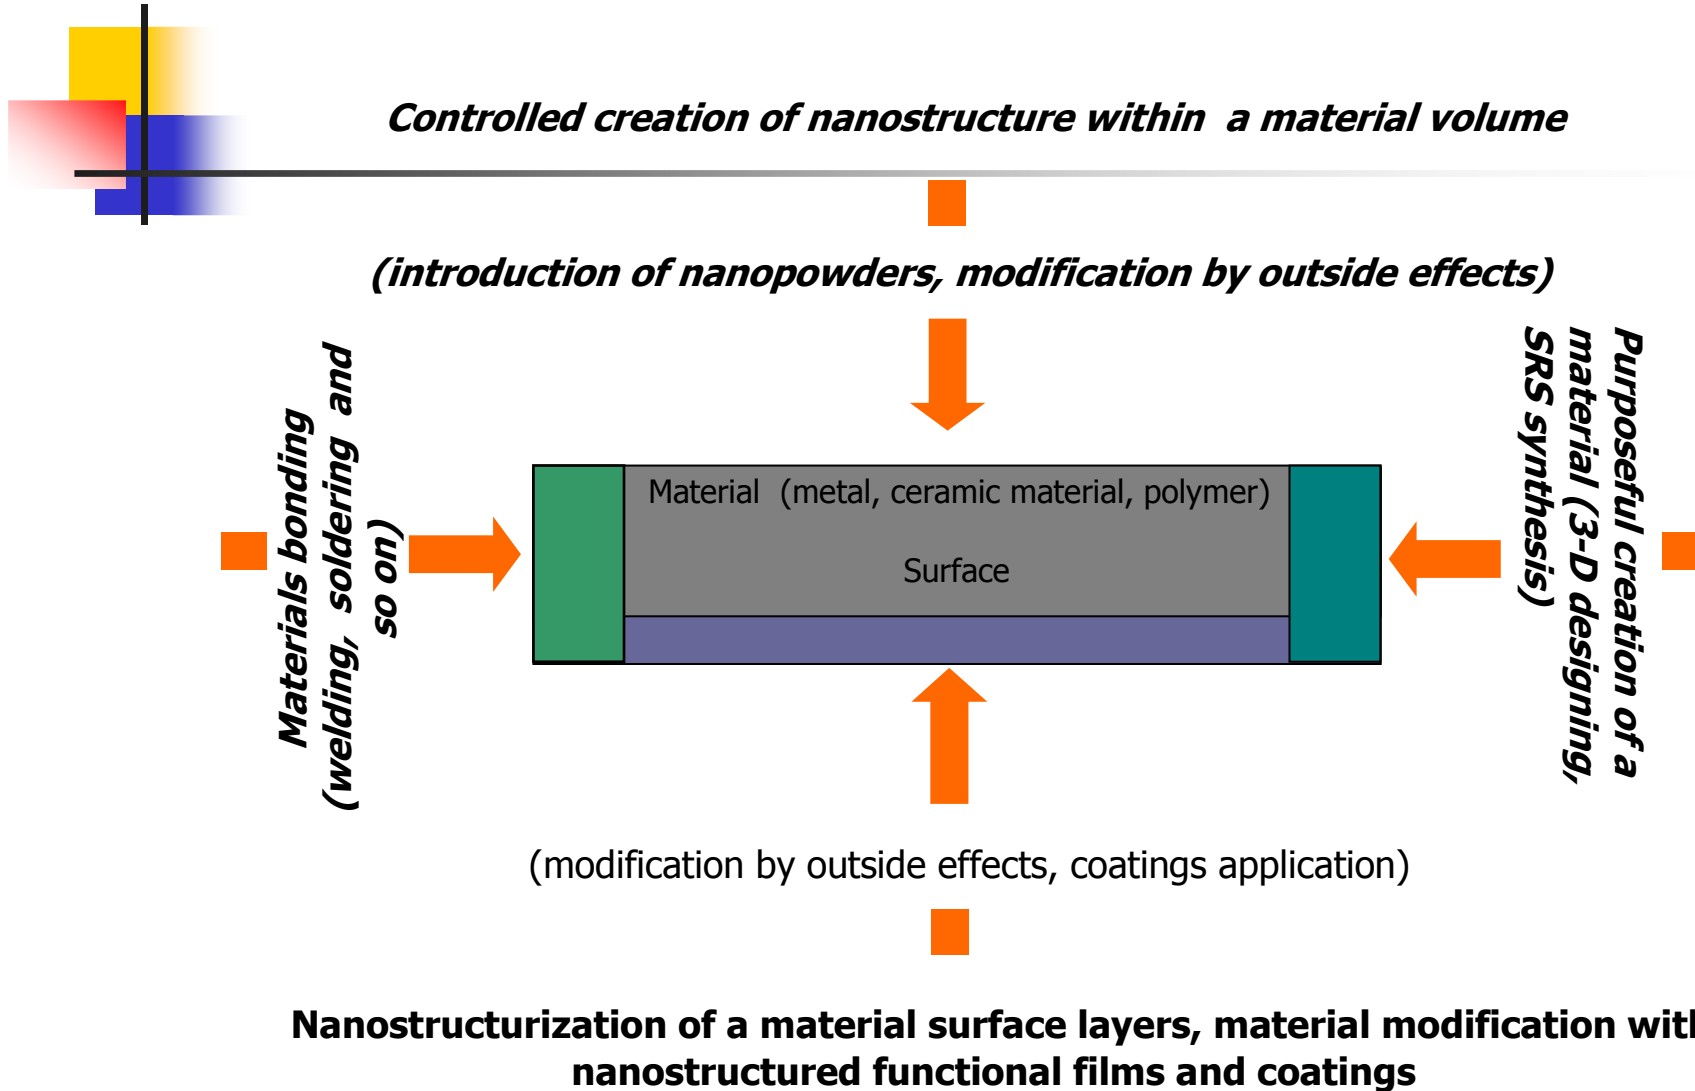 Controlled creation of nanostructure within a material volume
(introduction of nanopowders, modification by outside effects)
Materials bonding
(welding, soldering and
so on)
Material (metal, ceramic material, polymer)
Surface
Purposeful creation of a
material (3-D designing,
SRS synthesis)
(modification by outside effects, coatings application)
Nanostructurization of a material surface layers, material modification with
nanostructured functional films and coatings